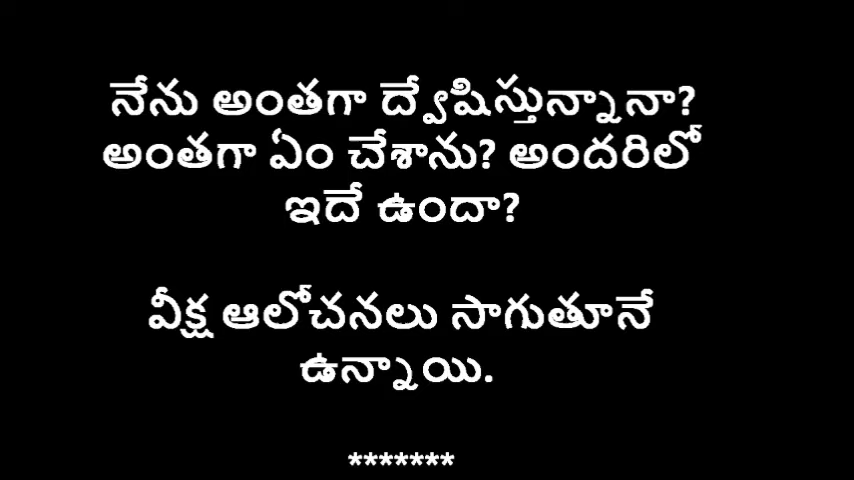 నేను అంతగా ద్వేషిస్తున్నానా?
అంతగా ఏం చేశాను? అందరిలో
ఇదే ఉందా?
వీక్ష ఆలోచనలు సాగుతూనే
ఉన్నాయి.
*******